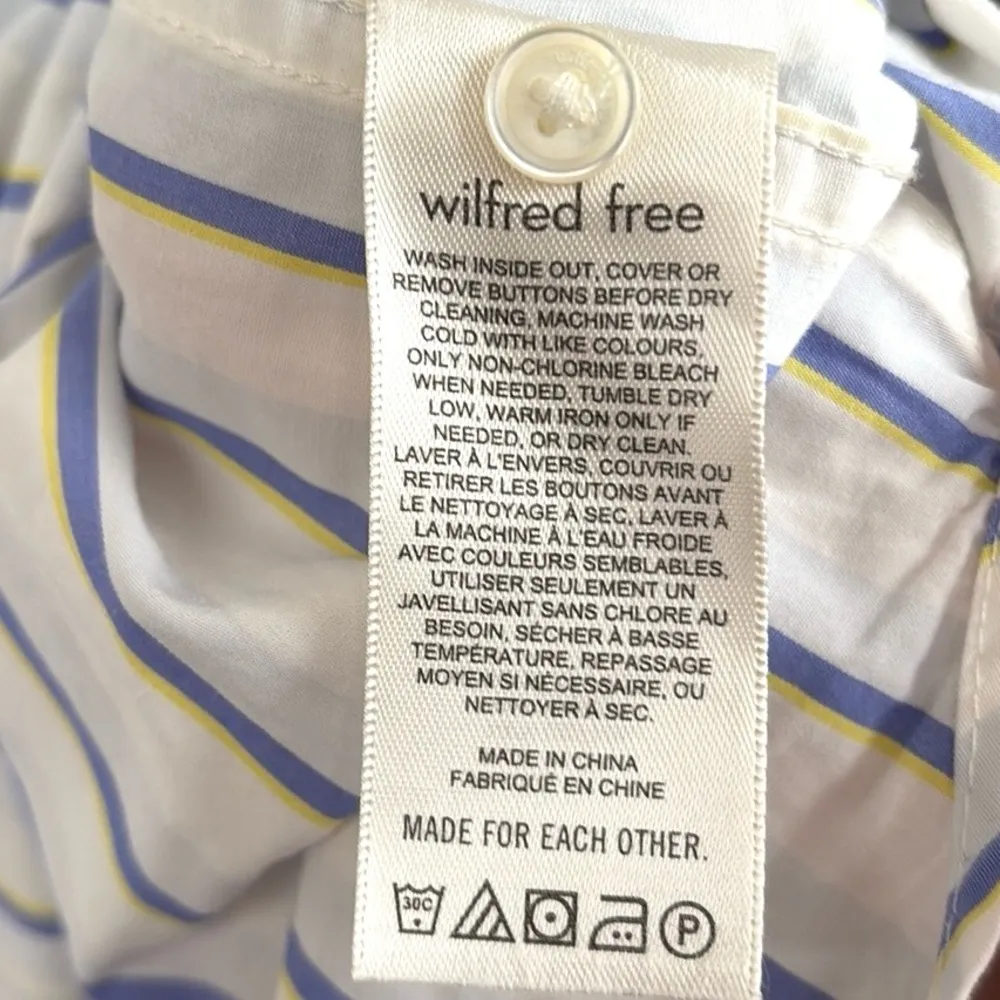 wilfred free
WASH INSIDE OUT, COVER OR
REMOVE BUTTONS BEFORE DRY
CLEANING, MACHINE WASH
COLD WITH LIKE COLOURS,
ONLY NON-CHLORINE BLEACH
WHEN NEEDED, TUMBLE DRY
LOW, WARM IRON ONLY IF
NEEDED, OR DRY CLEAN.
LAVER À L'ENVERS, COUVRIR OU
RETIRER LES BOUTONS AVANT
LE NETTOYAGE À SEC, LAVER À
LA MACHINE À L'EAU FROIDE
AVEC COULEURS SEMBLABLES,
UTILISER SEULEMENT UN
JAVELLISANT SANS CHLORE AU
BESOIN, SÉCHER À BASSE
TEMPÉRATURE, REPASSAGE
MOYEN SI NÉCESSAIRE, OU
NETTOYER À SEC.
MADE IN CHINA
FABRIQUÉ EN CHINE
MADE FOR EACH OTHER.
30C P